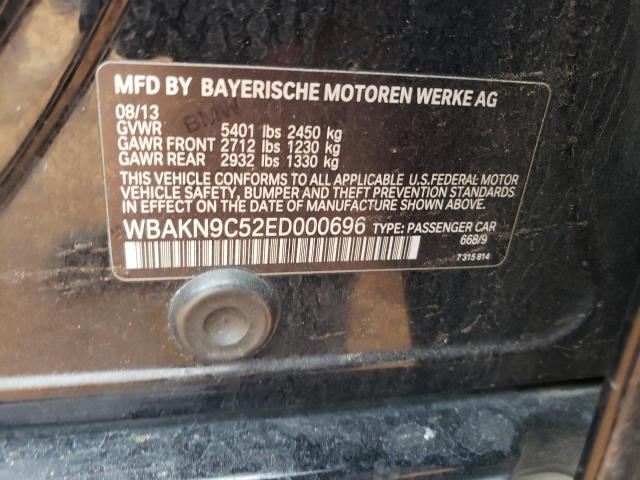 MFD BY BAYERISCHE MOTOREN WERKE AG
08/13
GVWR 5401 lbs 2450 kg
GAWR FRONT 2712 lbs 1230 kg
GAWR REAR 2932 lbs 1330 kg
THIS VEHICLE CONFORMS TO ALL APPLICABLE U.S.FEDERAL MOTOR
VEHICLE SAFETY, BUMPER AND THEFT PREVENTION STANDARDS
IN EFFECT ON THE DATE OF MANUFACTURE SHOWN ABOVE.
WBAKN9C52ED000696 TYPE: PASSENGER CAR
668/9
7315814